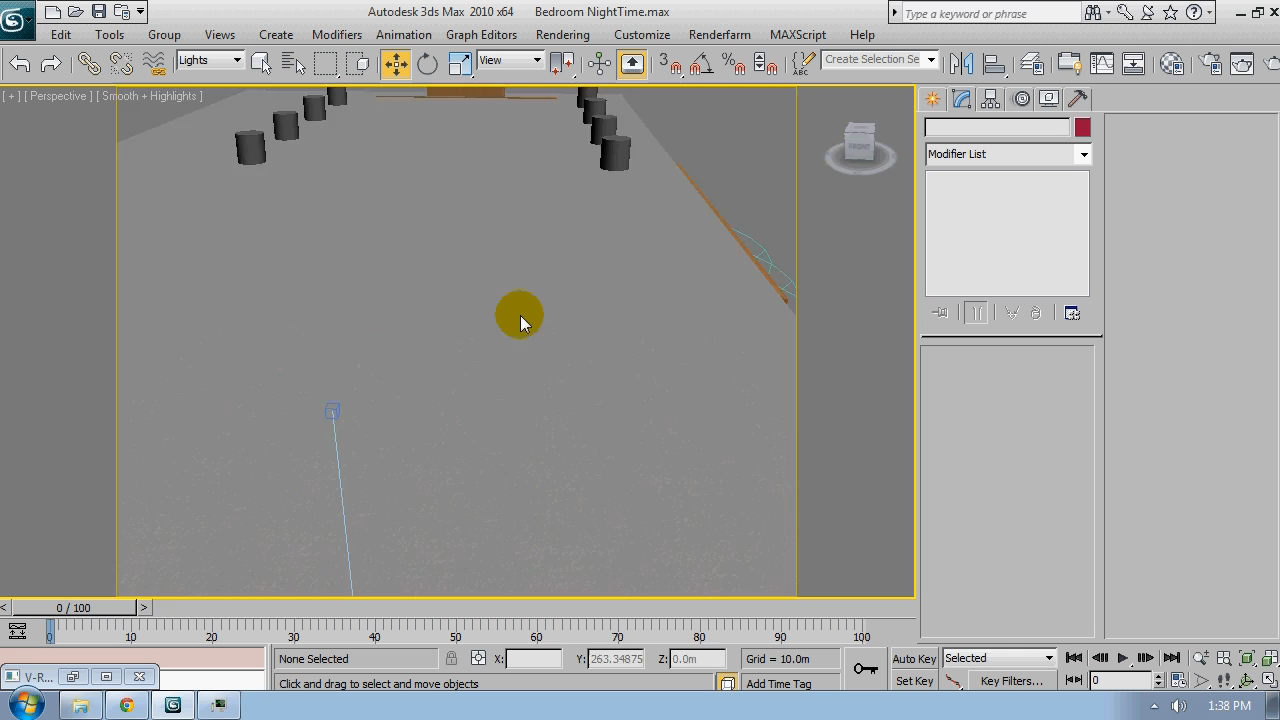 Autodesk 3ds Max 2010 x64 Bedroom NightTime.max
Type a keyword or phrase
Edit Tools Group Views Create Modifiers Animation Graph Editors Rendering Customize Renderfarm MAXScript Help
Lights View 3 ABC Create Selection Se
[ + ] [ Perspective ] [ Smooth + Highlights ]
FRONT
Modifier List
< 0 / 100 >
0 10 20 30 40 50 60 70 80 90 100
None Selected X: Y: 263.34875 Z: 0.0m Grid = 10.0m Auto Key Selected
V-R... Click and drag to select and move objects Add Time Tag Set Key Key Filters... 0
1:38 PM